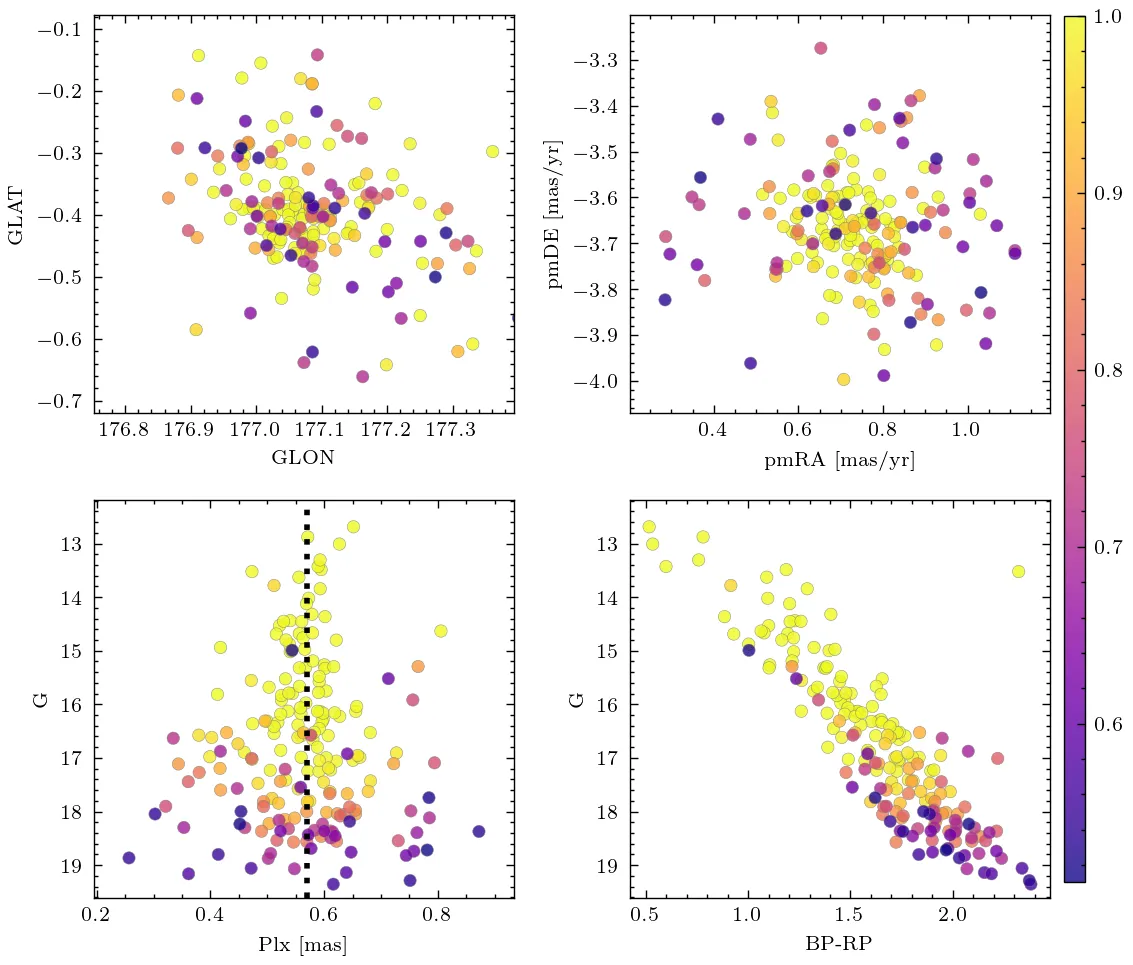 −0.1
−0.2
−0.3
−0.4
−0.5
−0.6
−0.7
GLAT
176.8 176.9 177.0 177.1 177.2 177.3
GLON
−3.3
−3.4
−3.5
−3.6
−3.7
−3.8
−3.9
−4.0
pmDE [mas/yr]
0.4 0.6 0.8 1.0
pmRA [mas/yr]
1.0
0.9
0.8
0.7
0.6
13
14
15
16
17
18
19
G
0.2 0.4 0.6 0.8
Plx [mas]
13
14
15
16
17
18
19
G
0.5 1.0 1.5 2.0
BP-RP